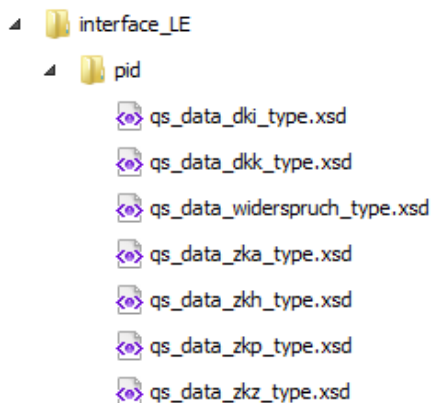 interface_LE
pid
qs_data_dki_type.xsd
qs_data_dkk_type.xsd
qs_data_widerspruch_type.xsd
qs_data_zka_type.xsd
qs_data_zkh_type.xsd
qs_data_zkp_type.xsd
qs_data_zkz_type.xsd